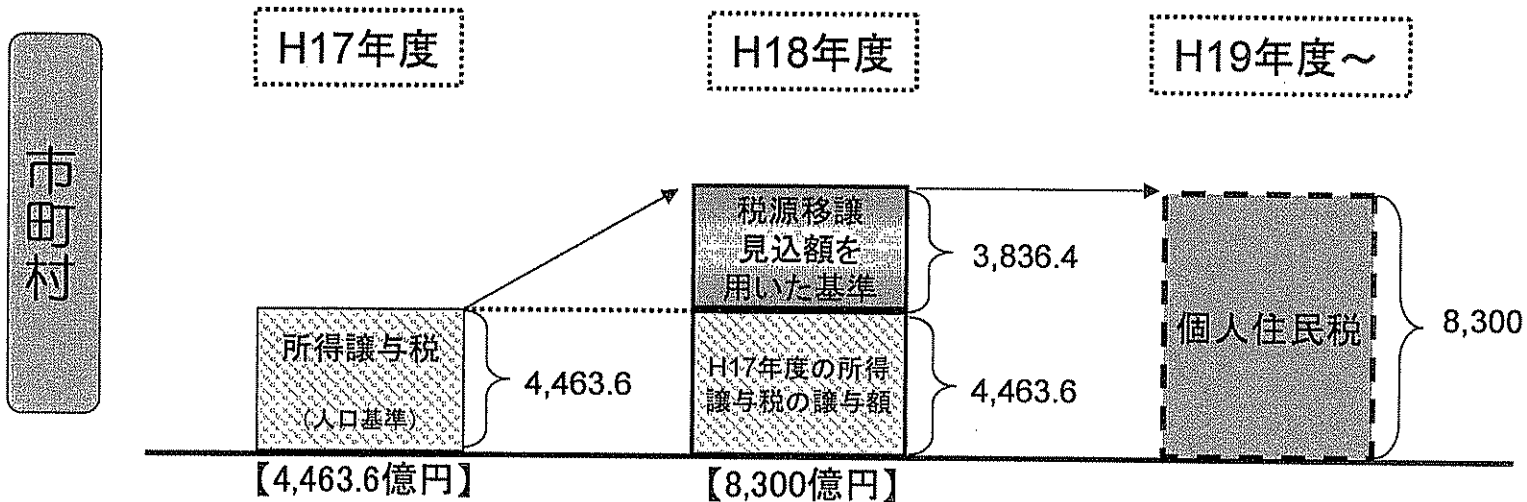 市町村
H17年度
H18年度
H19年度～
税源移譲
見込額を
用いた基準
3,836.4
所得譲与税
(人口基準)
4,463.6
H17年度の所得
譲与税の譲与額
4,463.6
個人住民税
8,300
【4,463.6億円】
【8,300億円】